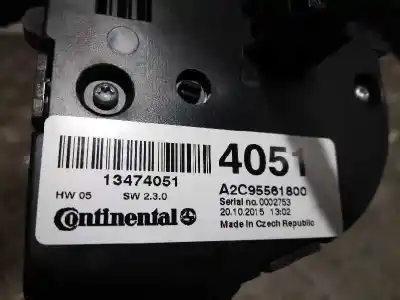 4051
13474051
A2C95561800
HW 05 SW 2.3.0
Serial no. 0002753
20.10.2015 13:02
Continental
Made in Czech Republic